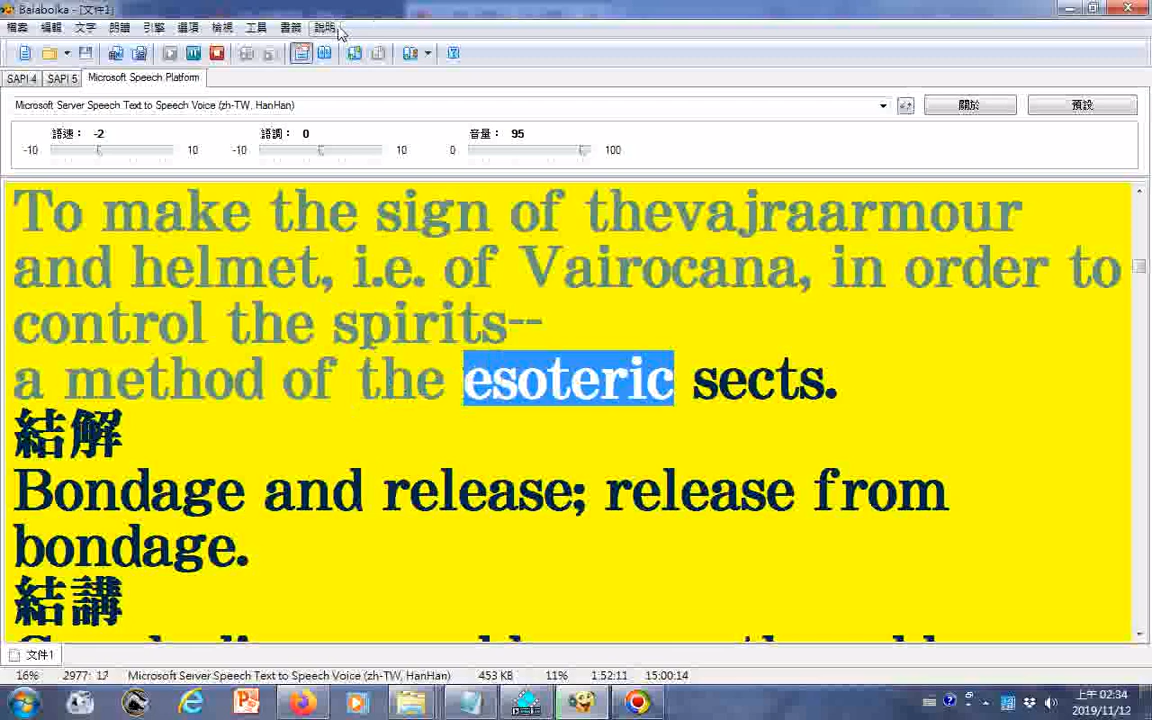 Balabolka - [文件1]
檔案 編輯 文字 朗讀 引擎 選項 檢視 工具 書籤 說明
SAPI 4 SAPI 5 Microsoft Speech Platform
Microsoft Server Speech Text to Speech Voice (zh-TW, HanHan) 關於 預設
語速： -2 語調： 0 音量： 95
-10 10 -10 10 0 100
To make the sign of thevajraarmour
and helmet, i.e. of Vairocana, in order to
control the spirits--
a method of the esoteric sects.
結解
Bondage and release; release from
bondage.
結講
文件1
16% 2977: 17 Microsoft Server Speech Text to Speech Voice (zh-TW, HanHan) 453 KB 11% 1:52:11 15:00:14
上午 02:34
2019/11/12